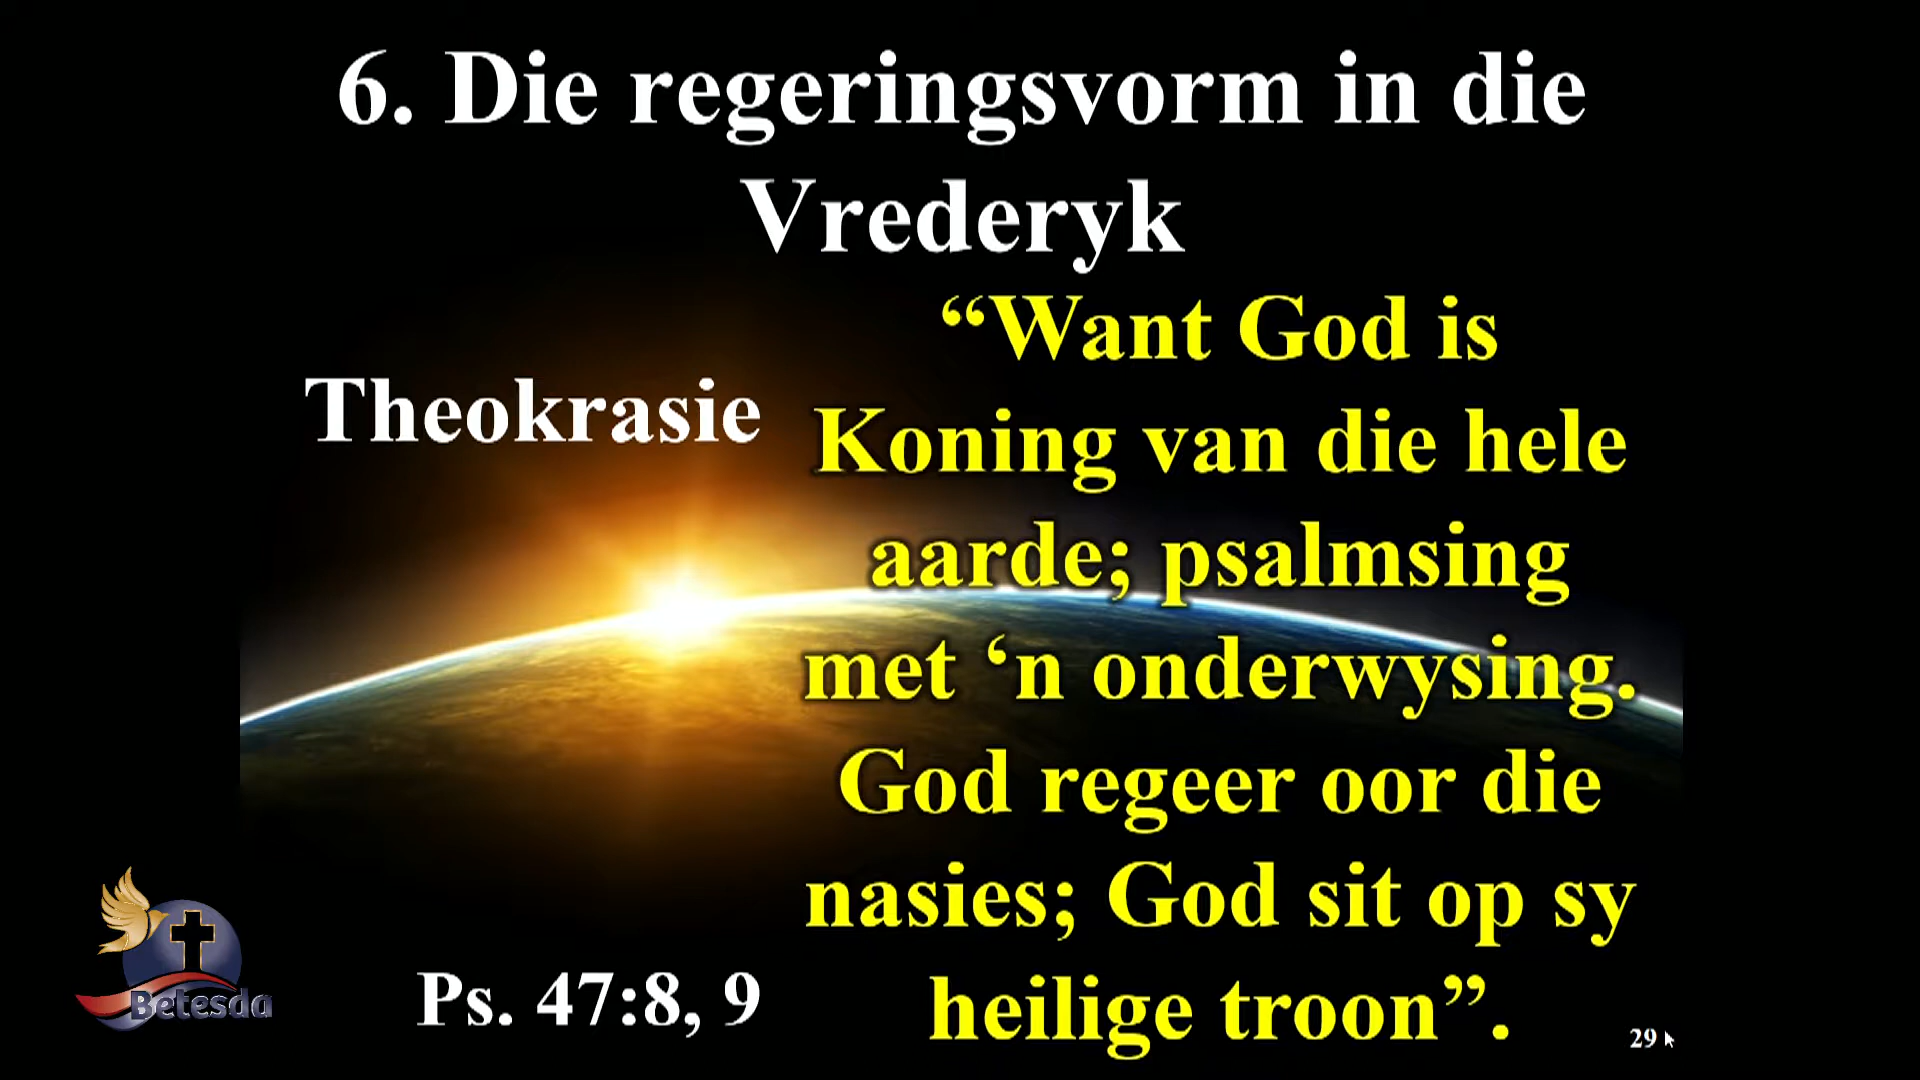 6. Die regeringsvorm in die
Vrederyk
Theokrasie
“Want God is
Koning van die hele
aarde; psalmsing
met ‘n onderwysing.
God regeer oor die
nasies; God sit op sy
heilige troon”.
Ps. 47:8, 9
Betesda
29